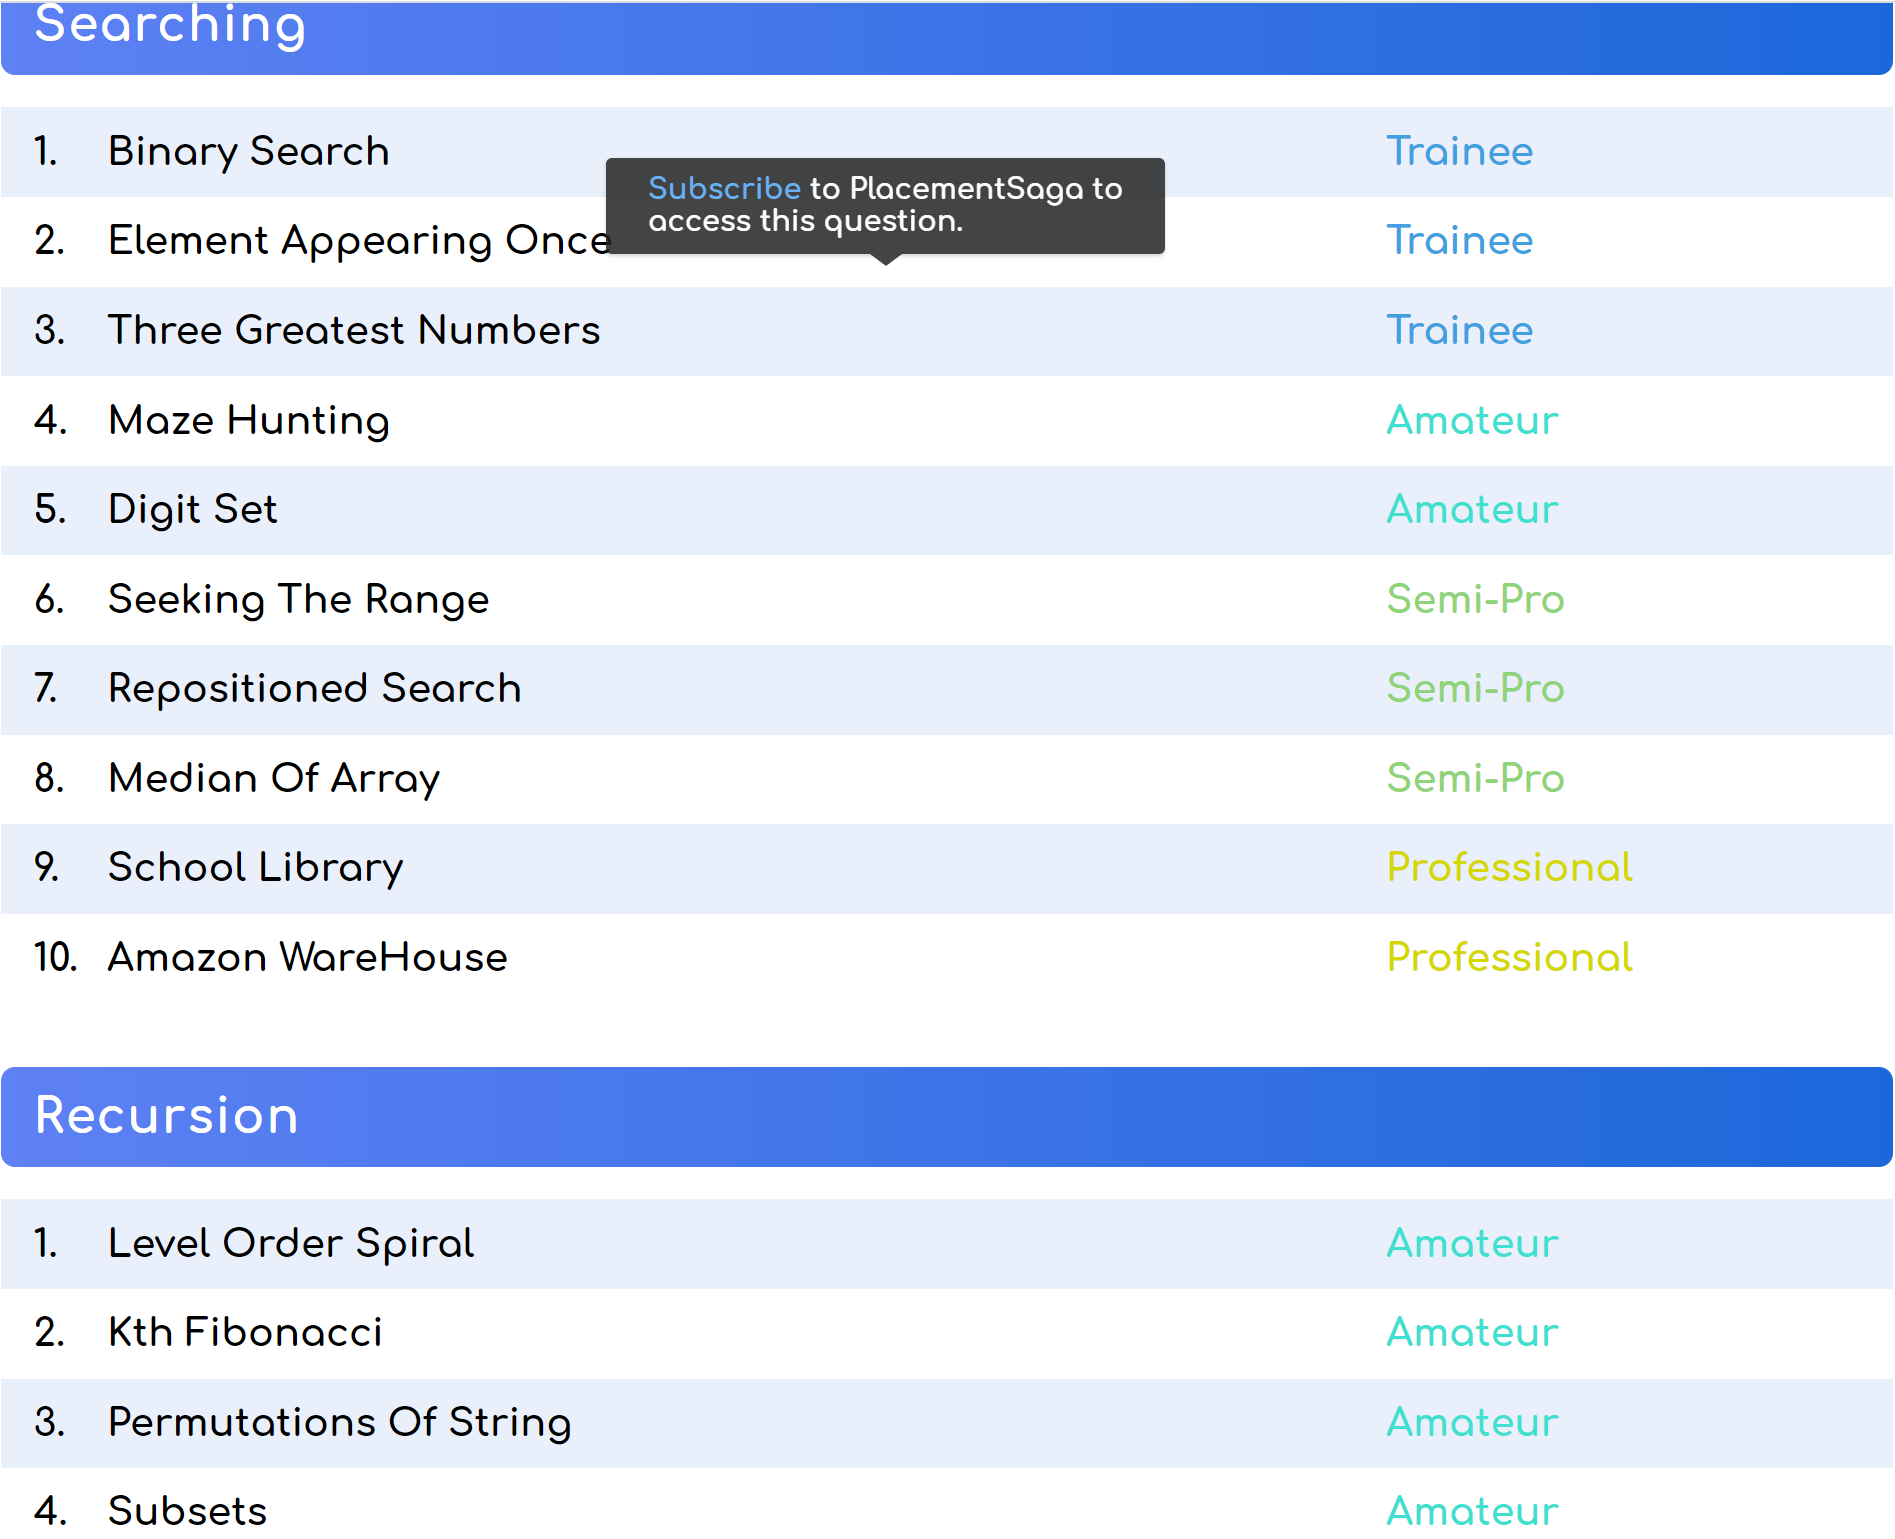 Searching
1. Binary Search Trainee
Subscribe to PlacementSaga to
access this question.
2. Element Appearing Once Trainee
3. Three Greatest Numbers Trainee
4. Maze Hunting Amateur
5. Digit Set Amateur
6. Seeking The Range Semi-Pro
7. Repositioned Search Semi-Pro
8. Median Of Array Semi-Pro
9. School Library Professional
10. Amazon WareHouse Professional
Recursion
1. Level Order Spiral Amateur
2. Kth Fibonacci Amateur
3. Permutations Of String Amateur
4. Subsets Amateur